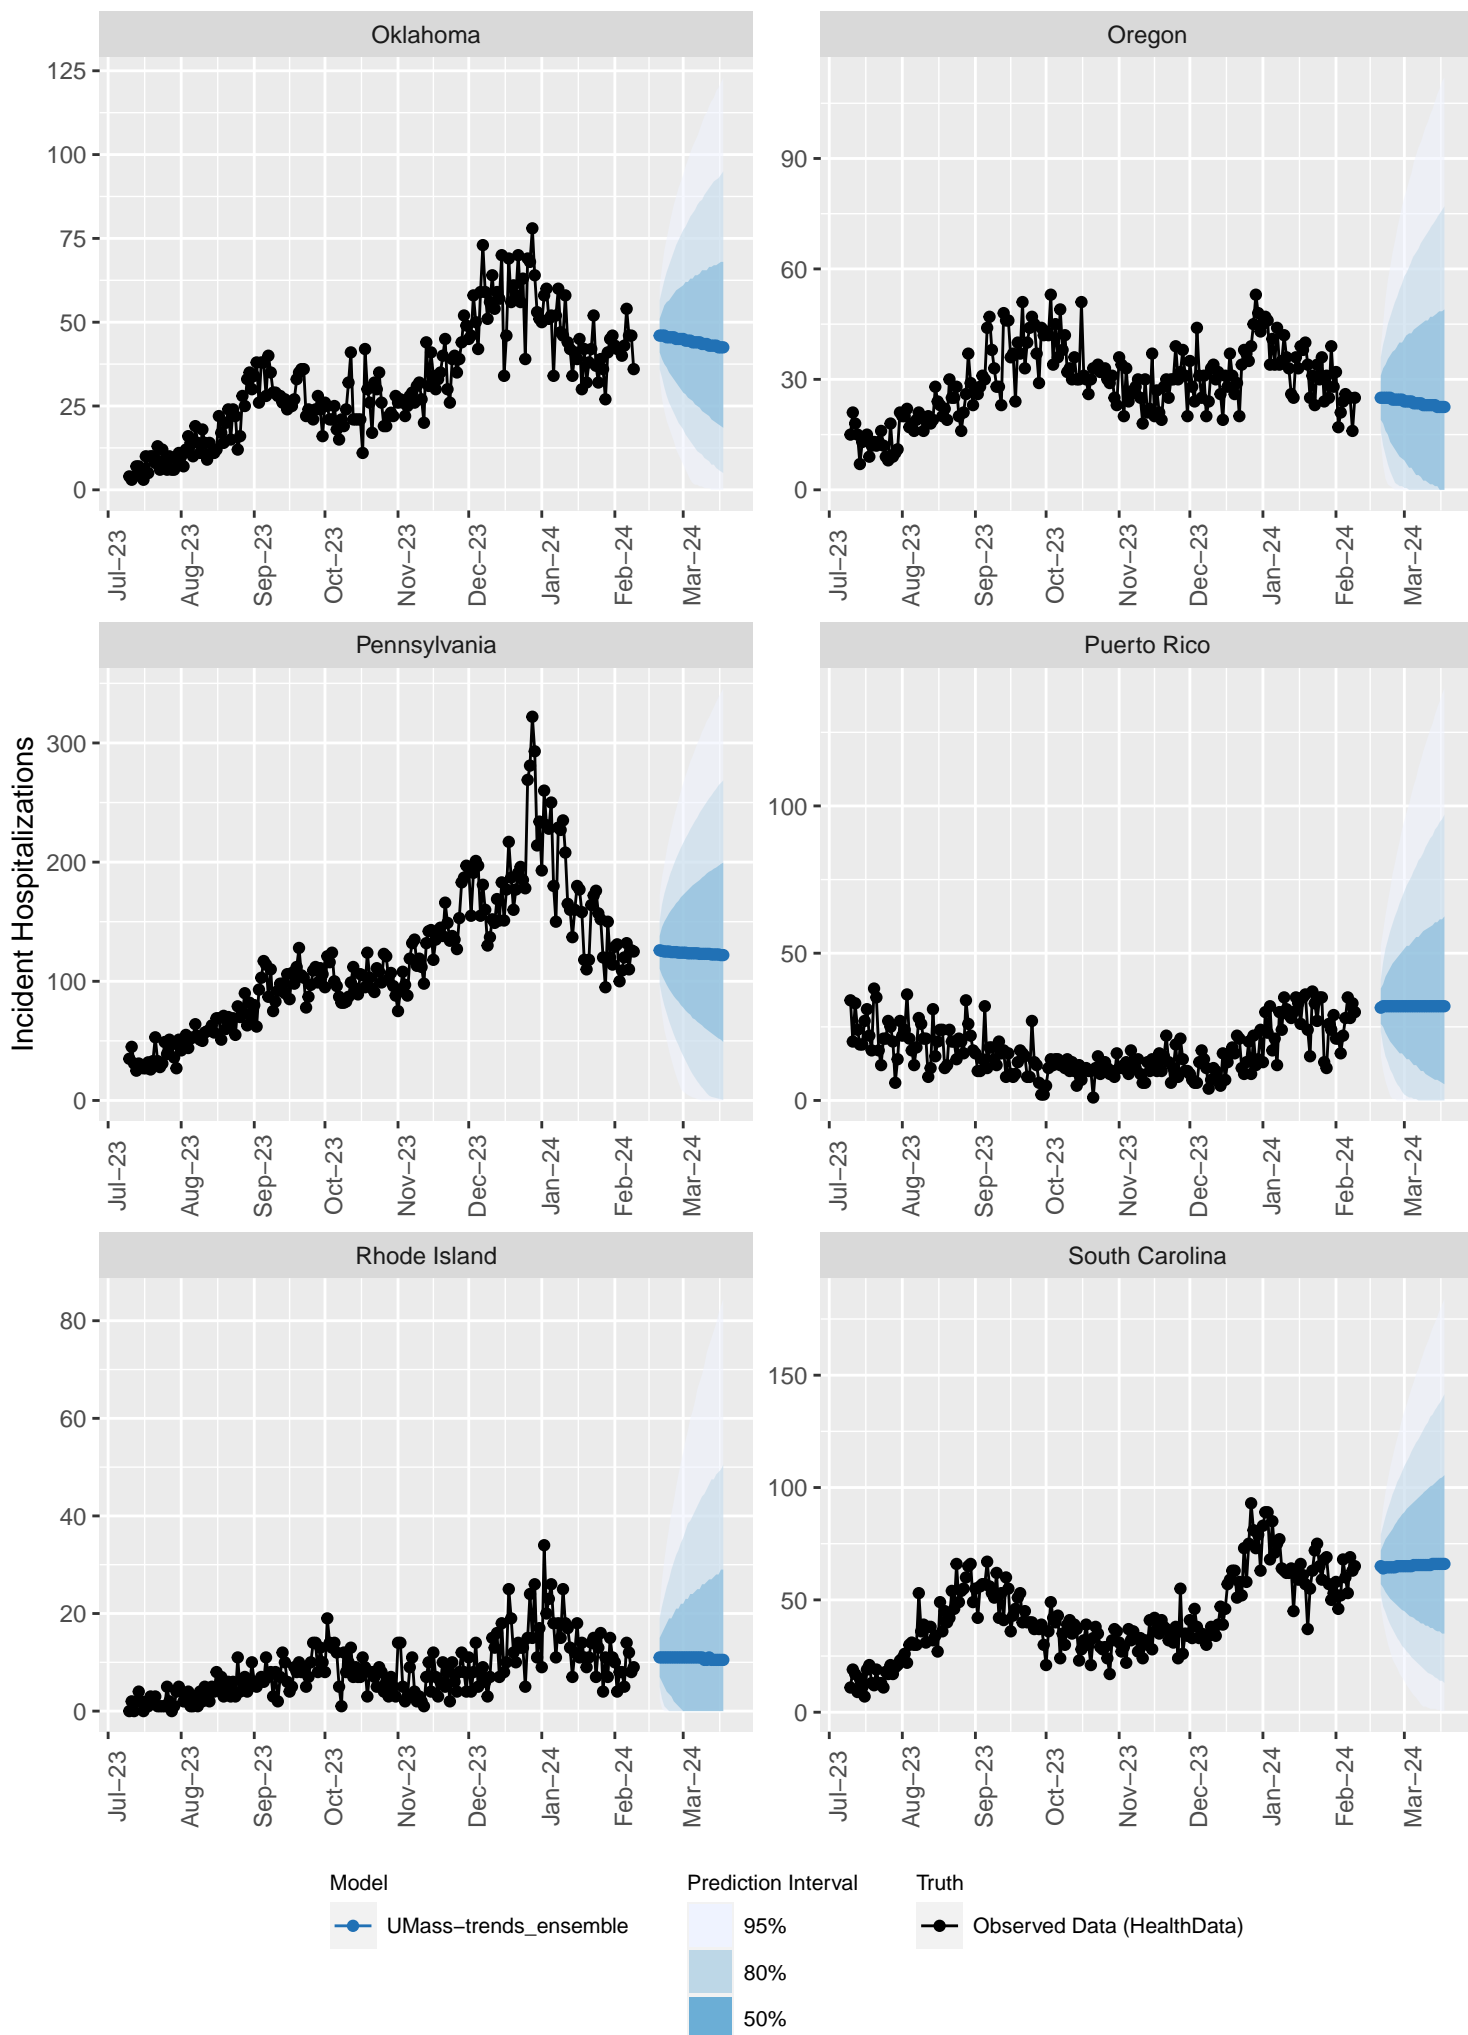 Oklahoma
Oregon
125
100
75
50
25
0
90
60
30
0
Jul−23
Aug−23
Sep−23
Oct−23
Nov−23
Dec−23
Jan−24
Feb−24
Mar−24
Jul−23
Aug−23
Sep−23
Oct−23
Nov−23
Dec−23
Jan−24
Feb−24
Mar−24
Incident Hospitalizations
Pennsylvania
Puerto Rico
300
200
100
0
100
50
0
Jul−23
Aug−23
Sep−23
Oct−23
Nov−23
Dec−23
Jan−24
Feb−24
Mar−24
Jul−23
Aug−23
Sep−23
Oct−23
Nov−23
Dec−23
Jan−24
Feb−24
Mar−24
Rhode Island
South Carolina
80
60
40
20
0
150
100
50
0
Jul−23
Aug−23
Sep−23
Oct−23
Nov−23
Dec−23
Jan−24
Feb−24
Mar−24
Jul−23
Aug−23
Sep−23
Oct−23
Nov−23
Dec−23
Jan−24
Feb−24
Mar−24
Model
UMass−trends_ensemble
Prediction Interval
95%
80%
50%
Truth
Observed Data (HealthData)